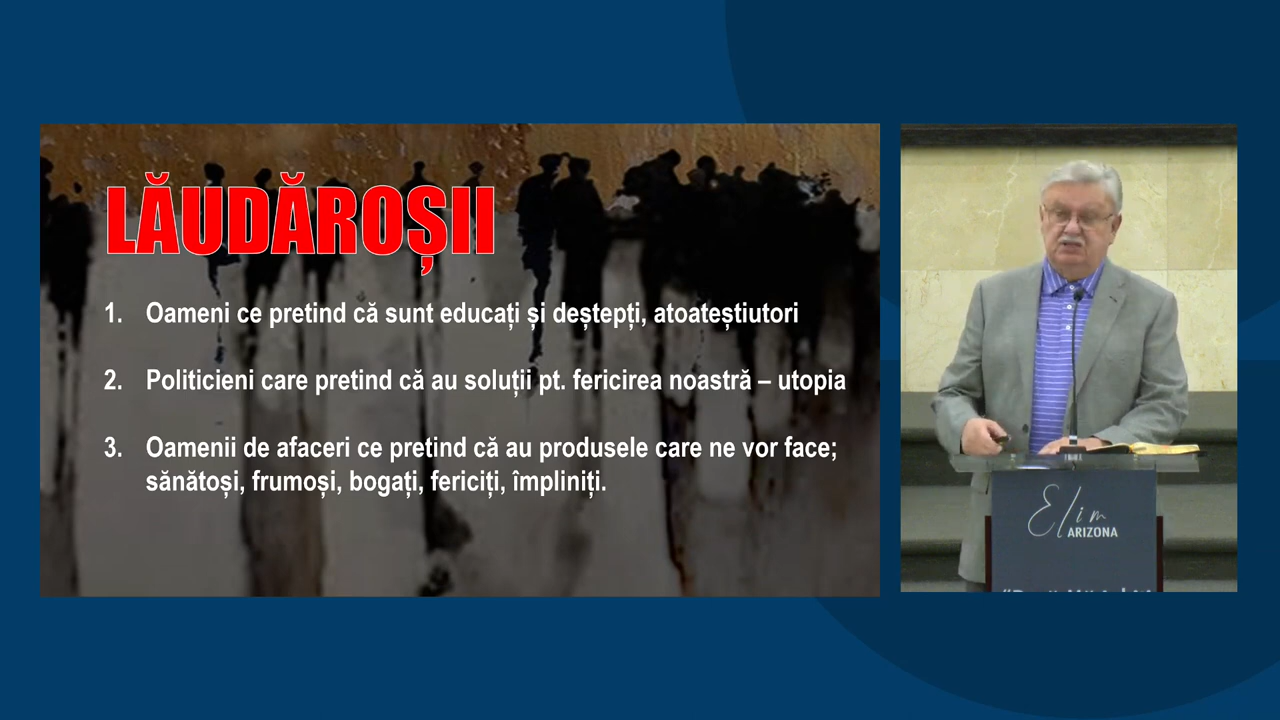 LĂUDĂROȘII
1. Oameni ce pretind că sunt educați și deștepți, atoateștiutori
2. Politicieni care pretind că au soluții pt. fericirea noastră – utopia
3. Oamenii de afaceri ce pretind că au produsele care ne vor face;
sănătoși, frumoși, bogați, fericiți, împliniți.
Elim
ARIZONA